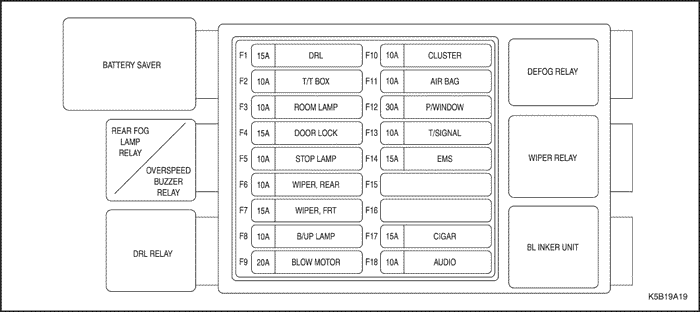 BATTERY SAVER
REAR FOG
LAMP
RELAY
OVERSPEED
BUZZER
RELAY
DRL RELAY
F1 15A DRL
F2 10A T/T BOX
F3 10A ROOM LAMP
F4 15A DOOR LOCK
F5 10A STOP LAMP
F6 10A WIPER, REAR
F7 15A WIPER, FRT
F8 10A B/UP LAMP
F9 20A BLOW MOTOR
F10 10A CLUSTER
F11 10A AIR BAG
F12 30A P/WINDOW
F13 10A T/SIGNAL
F14 15A EMS
F15
F16
F17 15A CIGAR
F18 10A AUDIO
DEFOG RELAY
WIPER RELAY
BL INKER UNIT
K5B19A19